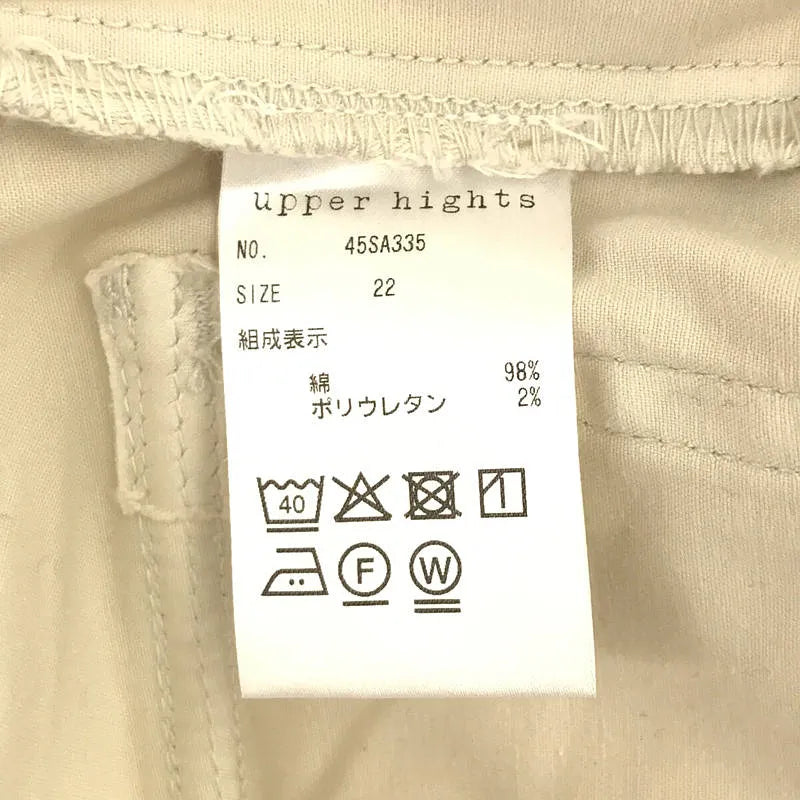 upper hights
NO. 45SA335
SIZE 22
組成表示
綿 98%
ポリウレタン 2%
40
F W